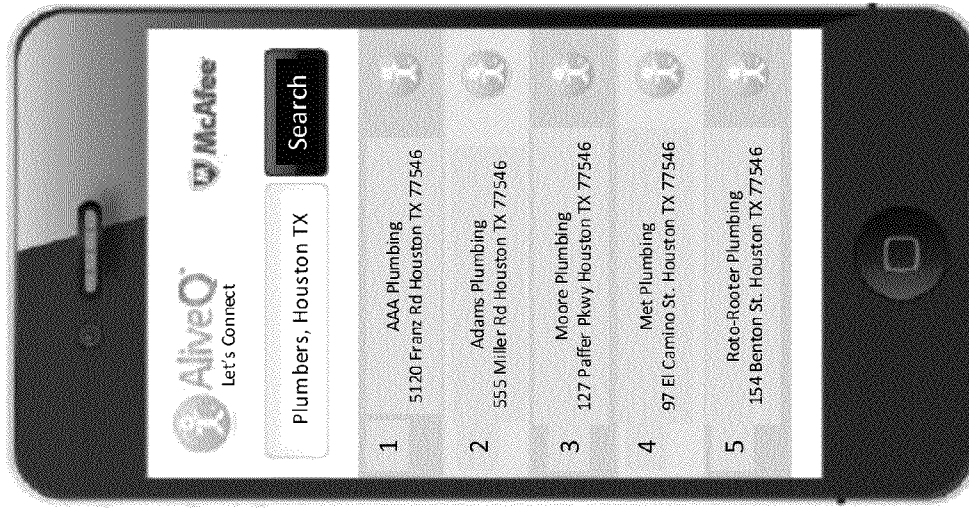 AliveQ
Let's Connect
McAfee
Plumbers, Houston TX
Search
1
AAA Plumbing
5120 Franz Rd Houston TX 77546
2
Adams Plumbing
555 Miller Rd Houston TX 77546
3
Moore Plumbing
127 Paffer Pkwy Houston TX 77546
4
Met Plumbing
97 El Camino St. Houston TX 77546
5
Roto-Rooter Plumbing
154 Benton St. Houston TX 77546